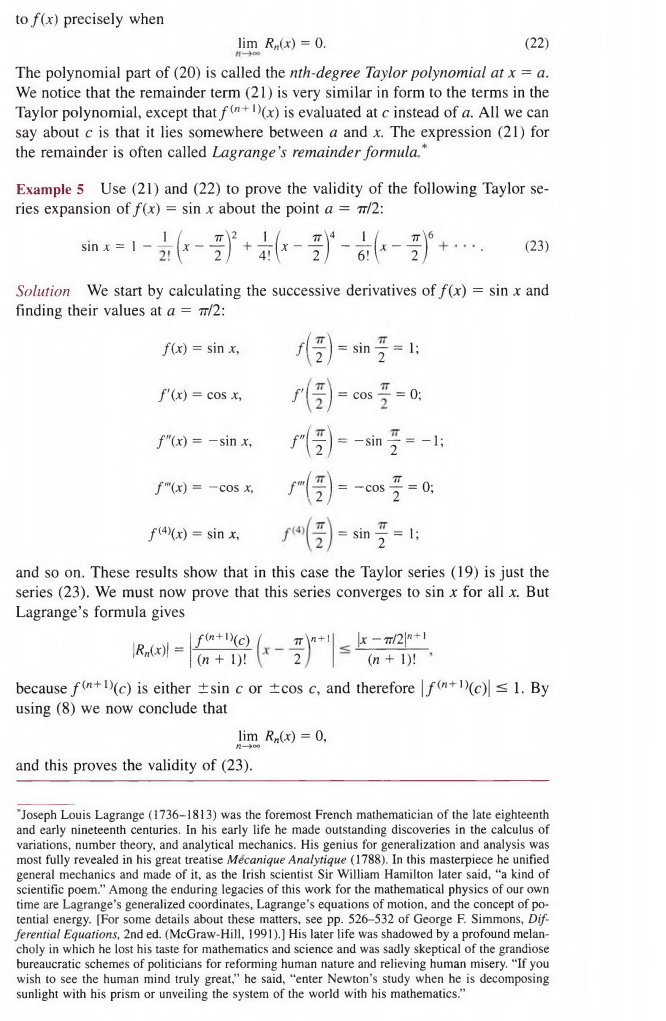 to f(x) precisely when
lim Rₙ(x) = 0. (22)
n→∞
The polynomial part of (20) is called the nth-degree Taylor polynomial at x = a.
We notice that the remainder term (21) is very similar in form to the terms in the
Taylor polynomial, except that f⁽ⁿ⁺¹⁾(x) is evaluated at c instead of a. All we can
say about c is that it lies somewhere between a and x. The expression (21) for
the remainder is often called Lagrange's remainder formula.*
Example 5 Use (21) and (22) to prove the validity of the following Taylor se-
ries expansion of f(x) = sin x about the point a = π/2:
sin x = 1 − 1/2! (x − π/2)² + 1/4! (x − π/2)⁴ − 1/6! (x − π/2)⁶ + · · · . (23)
Solution We start by calculating the successive derivatives of f(x) = sin x and
finding their values at a = π/2:
f(x) = sin x, f(π/2) = sin π/2 = 1;
f′(x) = cos x, f′(π/2) = cos π/2 = 0;
f″(x) = −sin x, f″(π/2) = −sin π/2 = −1;
f‴(x) = −cos x, f‴(π/2) = −cos π/2 = 0;
f⁽⁴⁾(x) = sin x, f⁽⁴⁾(π/2) = sin π/2 = 1;
and so on. These results show that in this case the Taylor series (19) is just the
series (23). We must now prove that this series converges to sin x for all x. But
Lagrange's formula gives
|Rₙ(x)| = |f⁽ⁿ⁺¹⁾(c)/(n + 1)! (x − π/2)ⁿ⁺¹| ≤ |x − π/2|ⁿ⁺¹/(n + 1)!,
because f⁽ⁿ⁺¹⁾(c) is either ±sin c or ±cos c, and therefore |f⁽ⁿ⁺¹⁾(c)| ≤ 1. By
using (8) we now conclude that
lim Rₙ(x) = 0,
n→∞
and this proves the validity of (23).
*Joseph Louis Lagrange (1736–1813) was the foremost French mathematician of the late eighteenth
and early nineteenth centuries. In his early life he made outstanding discoveries in the calculus of
variations, number theory, and analytical mechanics. His genius for generalization and analysis was
most fully revealed in his great treatise Mécanique Analytique (1788). In this masterpiece he unified
general mechanics and made of it, as the Irish scientist Sir William Hamilton later said, "a kind of
scientific poem." Among the enduring legacies of this work for the mathematical physics of our own
time are Lagrange's generalized coordinates, Lagrange's equations of motion, and the concept of po-
tential energy. [For some details about these matters, see pp. 526–532 of George F. Simmons, Dif-
ferential Equations, 2nd ed. (McGraw-Hill, 1991).] His later life was shadowed by a profound melan-
choly in which he lost his taste for mathematics and science and was sadly skeptical of the grandiose
bureaucratic schemes of politicians for reforming human nature and relieving human misery. "If you
wish to see the human mind truly great," he said, "enter Newton's study when he is decomposing
sunlight with his prism or unveiling the system of the world with his mathematics."